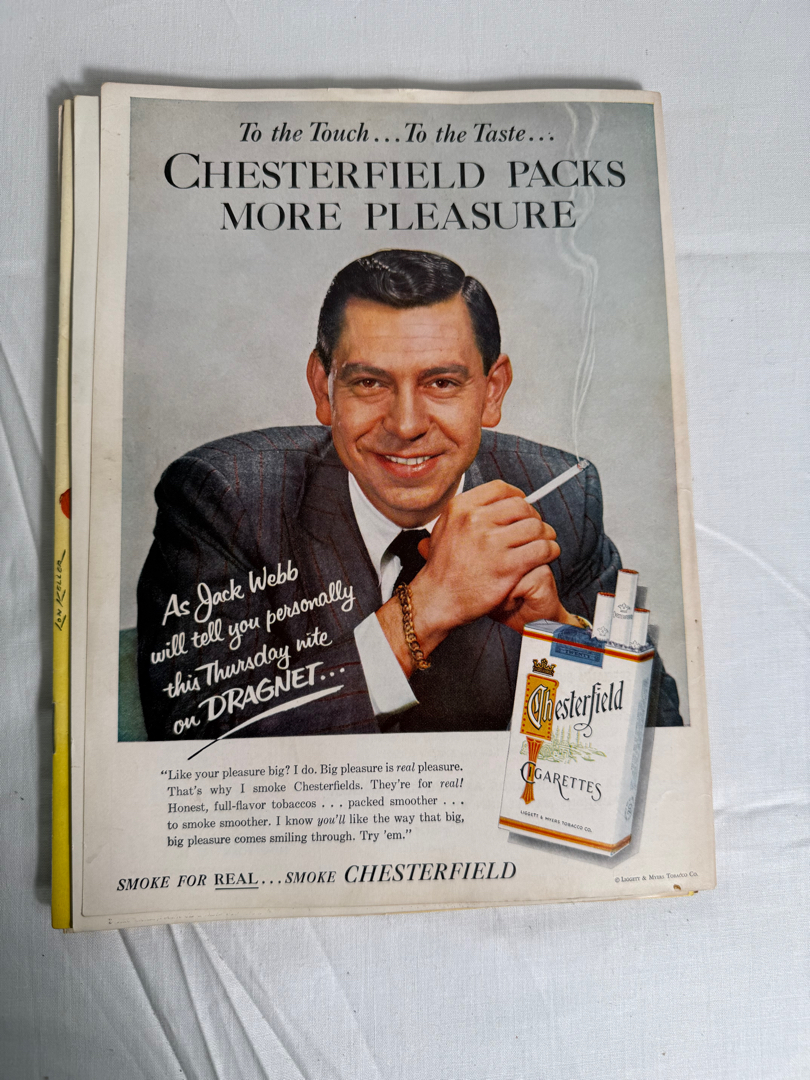 To the Touch...To the Taste...
CHESTERFIELD PACKS
MORE PLEASURE
As Jack Webb
will tell you personally
this Thursday nite
on DRAGNET...
Chesterfield
CIGARETTES
LIGGETT & MYERS TOBACCO CO.
"Like your pleasure big? I do. Big pleasure is real pleasure.
That's why I smoke Chesterfields. They're for real!
Honest, full-flavor tobaccos . . . packed smoother . . .
to smoke smoother. I know you'll like the way that big,
big pleasure comes smiling through. Try 'em."
SMOKE FOR REAL...SMOKE CHESTERFIELD
© LIGGETT & MYERS TOBACCO CO.